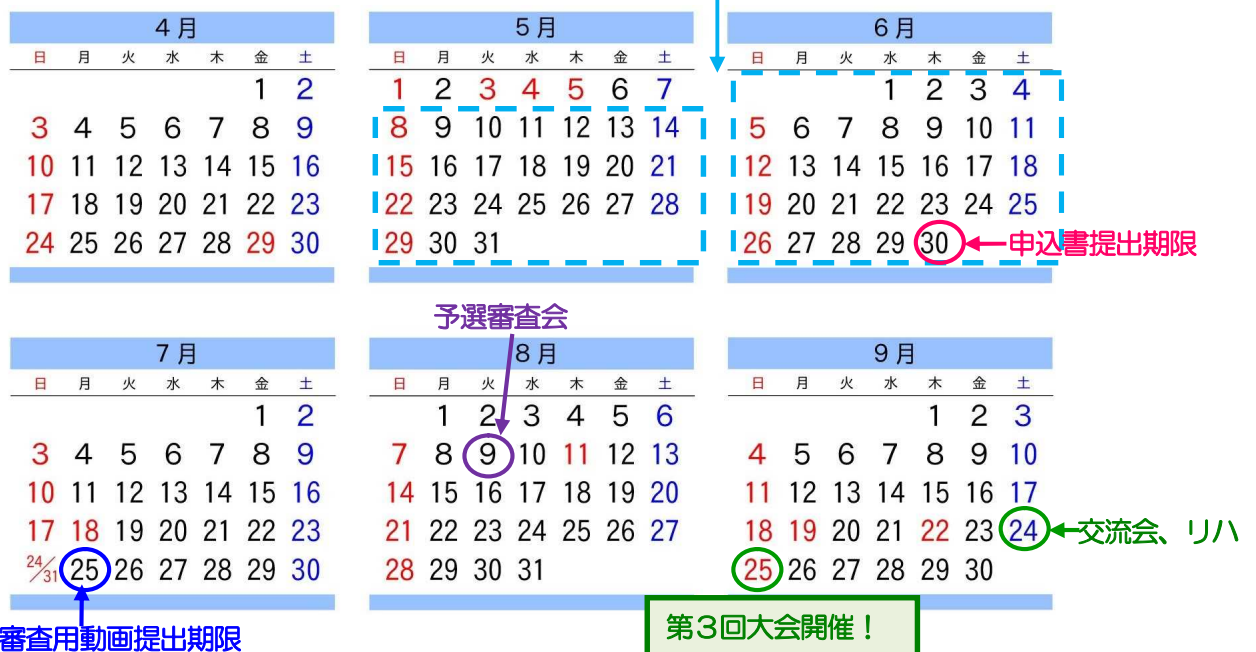 4月
日 月 火 水 木 金 土
1 2
3 4 5 6 7 8 9
10 11 12 13 14 15 16
17 18 19 20 21 22 23
24 25 26 27 28 29 30
5月
日 月 火 水 木 金 土
1 2 3 4 5 6 7
8 9 10 11 12 13 14
15 16 17 18 19 20 21
22 23 24 25 26 27 28
29 30 31
6月
日 月 火 水 木 金 土
1 2 3 4
5 6 7 8 9 10 11
12 13 14 15 16 17 18
19 20 21 22 23 24 25
26 27 28 29 30
申込書提出期限
7月
日 月 火 水 木 金 土
1 2
3 4 5 6 7 8 9
10 11 12 13 14 15 16
17 18 19 20 21 22 23
24/31 25 26 27 28 29 30
審査用動画提出期限
予選審査会
8月
日 月 火 水 木 金 土
1 2 3 4 5 6
7 8 9 10 11 12 13
14 15 16 17 18 19 20
21 22 23 24 25 26 27
28 29 30 31
9月
日 月 火 水 木 金 土
1 2 3
4 5 6 7 8 9 10
11 12 13 14 15 16 17
18 19 20 21 22 23 24
交流会、リハ
25 26 27 28 29 30
第3回大会開催！